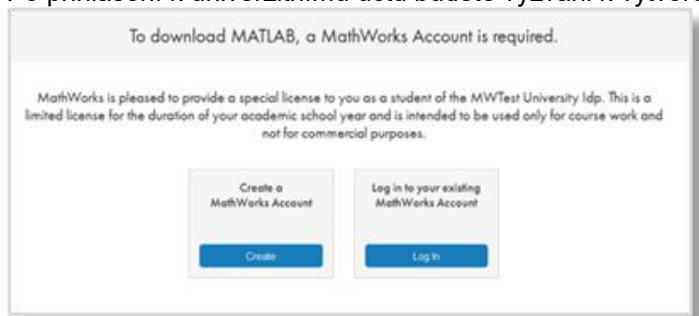 To download MATLAB, a MathWorks Account is required.
MathWorks is pleased to provide a special license to you as a student of the MWTest University Idp. This is a
limited license for the duration of your academic school year and is intended to be used only for course work and
not for commercial purposes.
Create a
MathWorks Account
Create
Log in to your existing
MathWorks Account
Log In